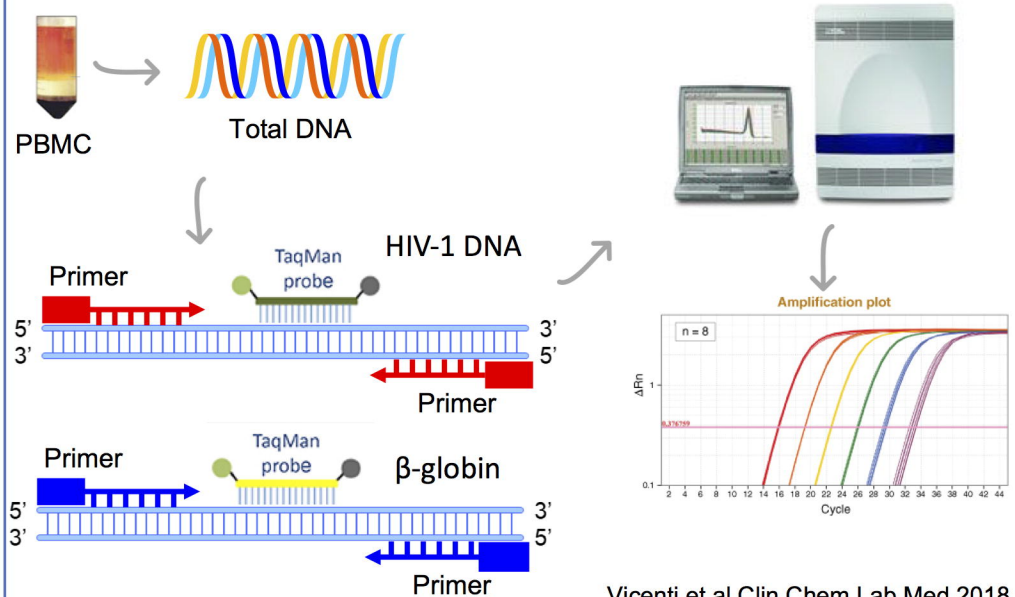 PBMC
Total DNA
HIV-1 DNA
TaqMan
probe
Primer
5’
3’
3’
5’
Primer
TaqMan
probe
β-globin
Primer
5’
3’
3’
5’
Primer
Amplification plot
n = 8
1
ΔRn
0.376759
0.1
2 4 6 8 10 12 14 16 18 20 22 24 26 28 30 32 34 36 38 40 42 44
Cycle
Vicenti et al Clin Chem Lab Med 2018